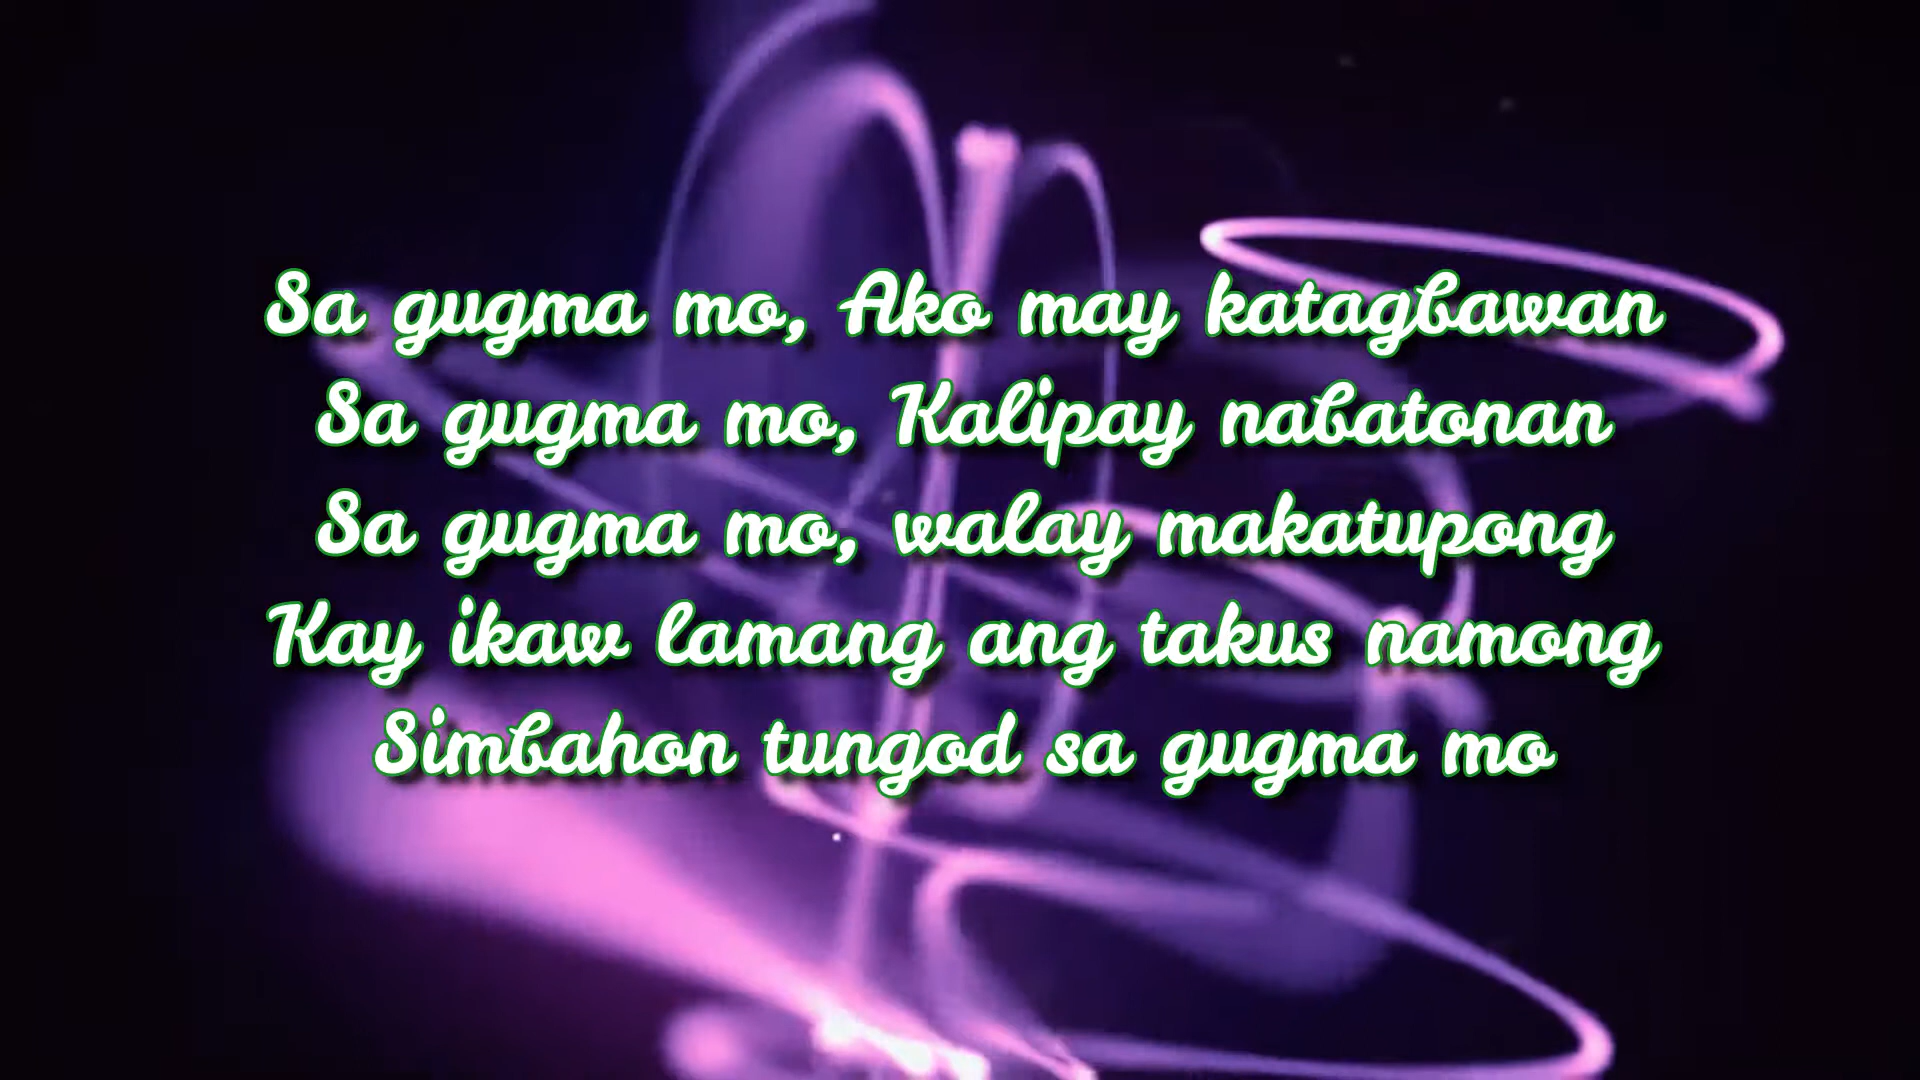 Sa gugma mo, Ako may katagbawan
Sa gugma mo, Kalipay nabatonan
Sa gugma mo, walay makatupong
Kay ikaw lamang ang takus namong
Simbahon tungod sa gugma mo